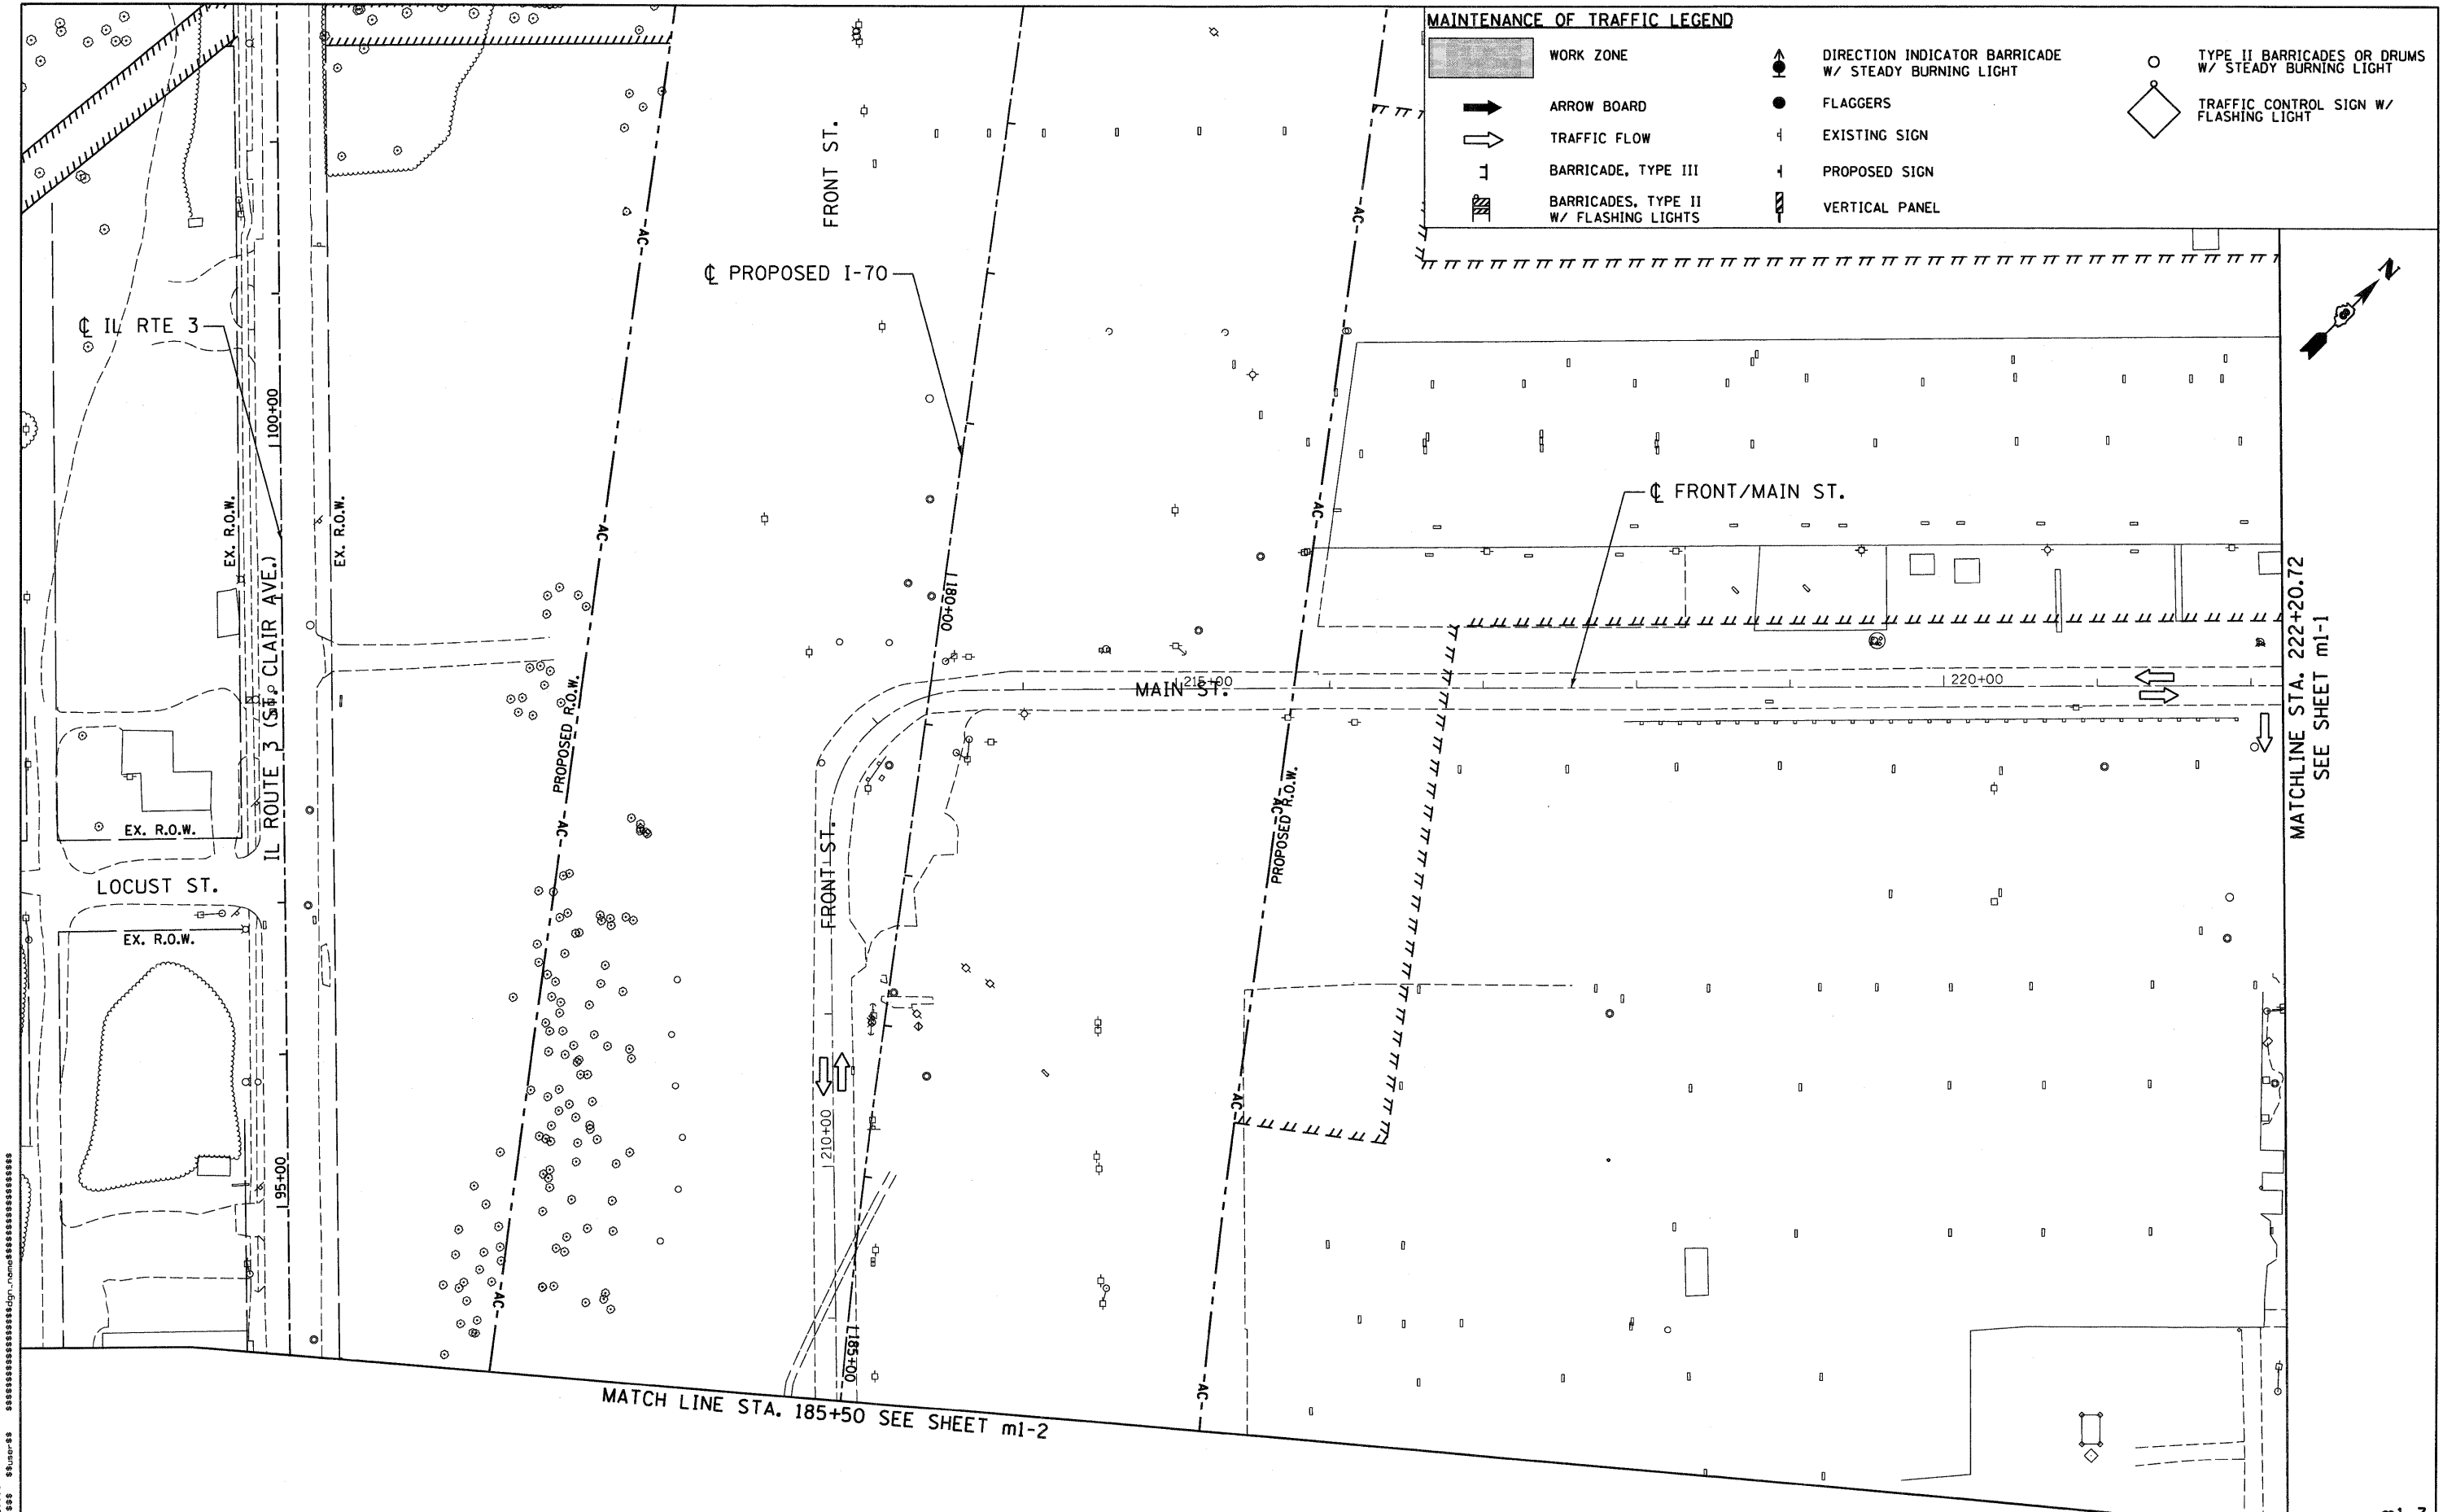 MAINTENANCE OF TRAFFIC LEGEND
WORK ZONE
ARROW BOARD
TRAFFIC FLOW
BARRICADE, TYPE III
BARRICADES, TYPE II
W/ FLASHING LIGHTS
DIRECTION INDICATOR BARRICADE
W/ STEADY BURNING LIGHT
FLAGGERS
EXISTING SIGN
PROPOSED SIGN
VERTICAL PANEL
TYPE II BARRICADES OR DRUMS
W/ STEADY BURNING LIGHT
TRAFFIC CONTROL SIGN W/
FLASHING LIGHT
N
FRONT ST.
℄ PROPOSED I-70
℄ IL RTE 3
100+00
EX. R.O.W.
EX. R.O.W.
IL ROUTE 3 (ST. CLAIR AVE.)
-AC-
-AC-
-AC-
-AC-
-AC-
-AC-
-AC-
-AC-
-AC-
℄ FRONT/MAIN ST.
180+00
PROPOSED R.O.W.
MAIN ST.
215+00
220+00
PROPOSED R.O.W.
MATCHLINE STA. 222+20.72
SEE SHEET m1-1
EX. R.O.W.
LOCUST ST.
EX. R.O.W.
FRONT ST.
210+00
95+00
185+00
MATCH LINE STA. 185+50 SEE SHEET m1-2